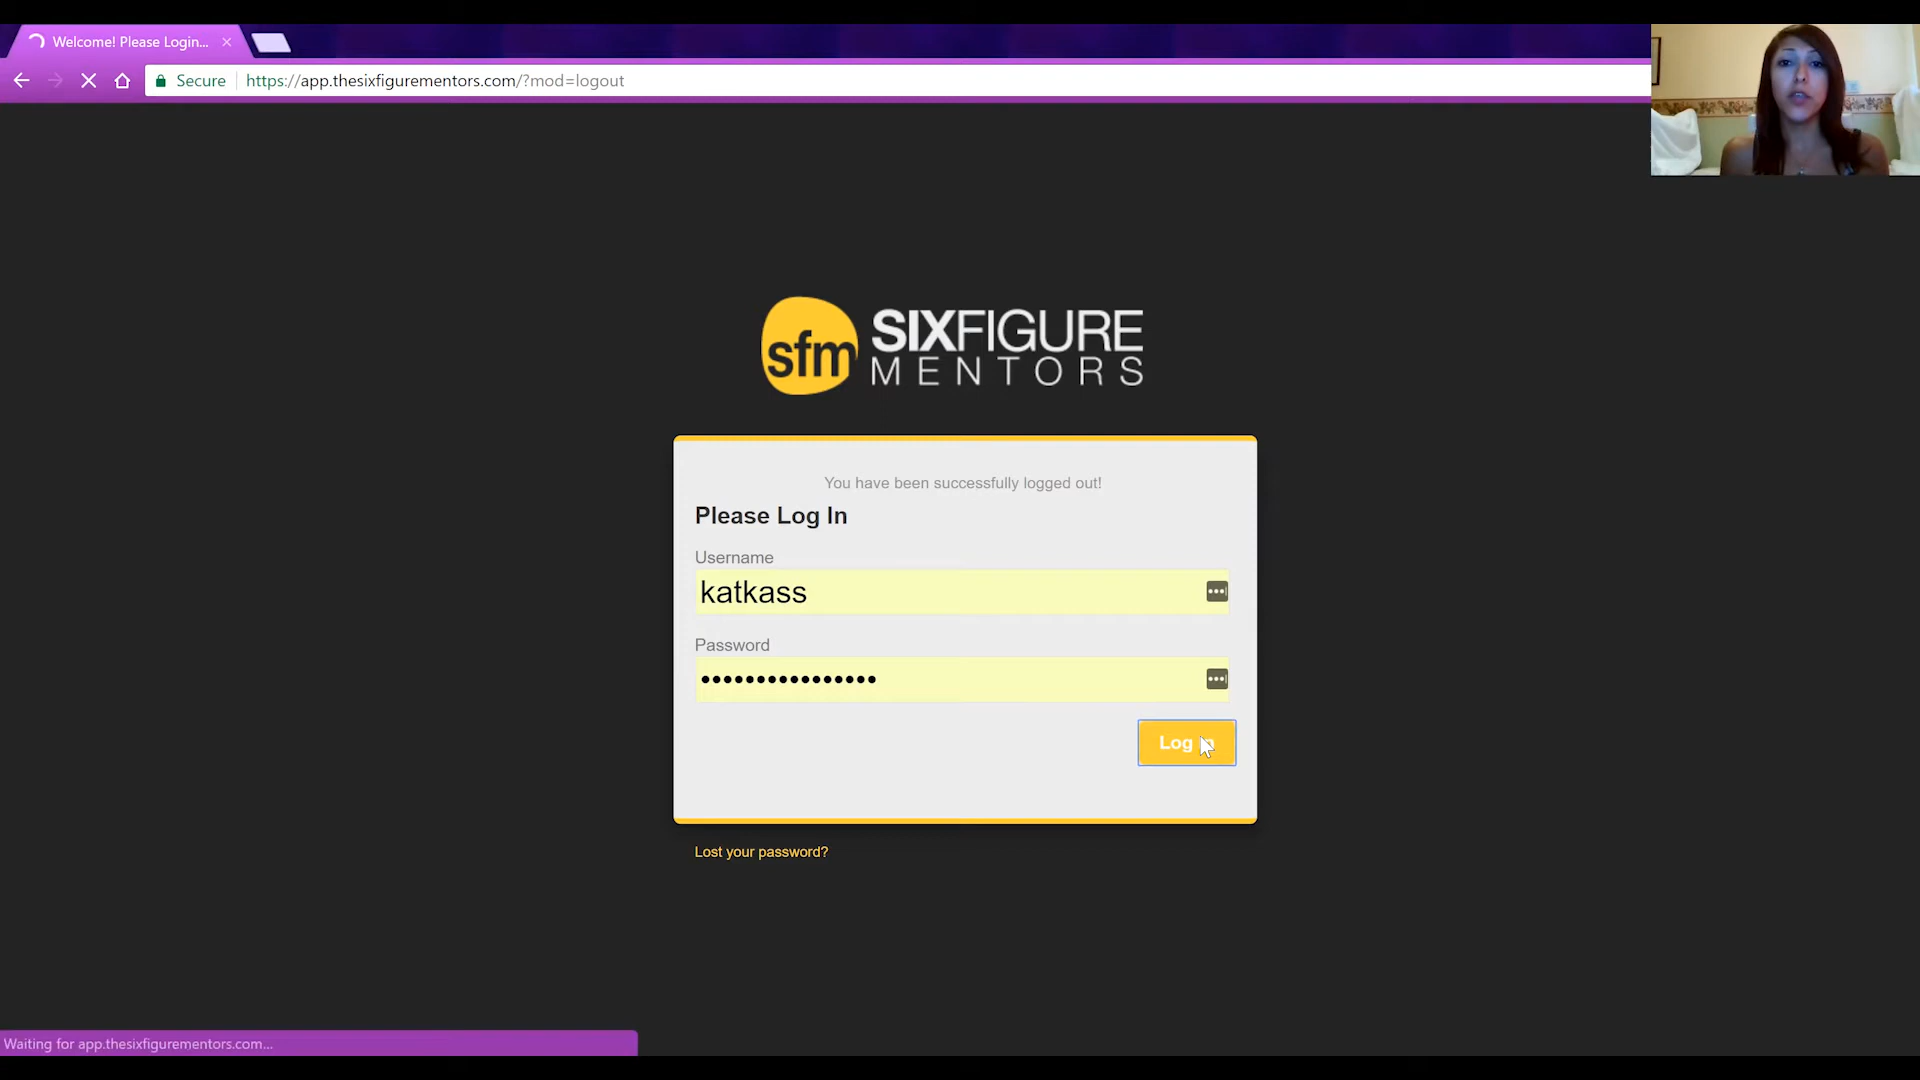 Welcome! Please Login...
Secure
https://app.thesixfigurementors.com/?mod=logout
sfm SIXFIGURE
MENTORS
You have been successfully logged out!
Please Log In
Username
katkass
Password
••••••••••••••••
Log
Lost your password?
Waiting for app.thesixfigurementors.com...